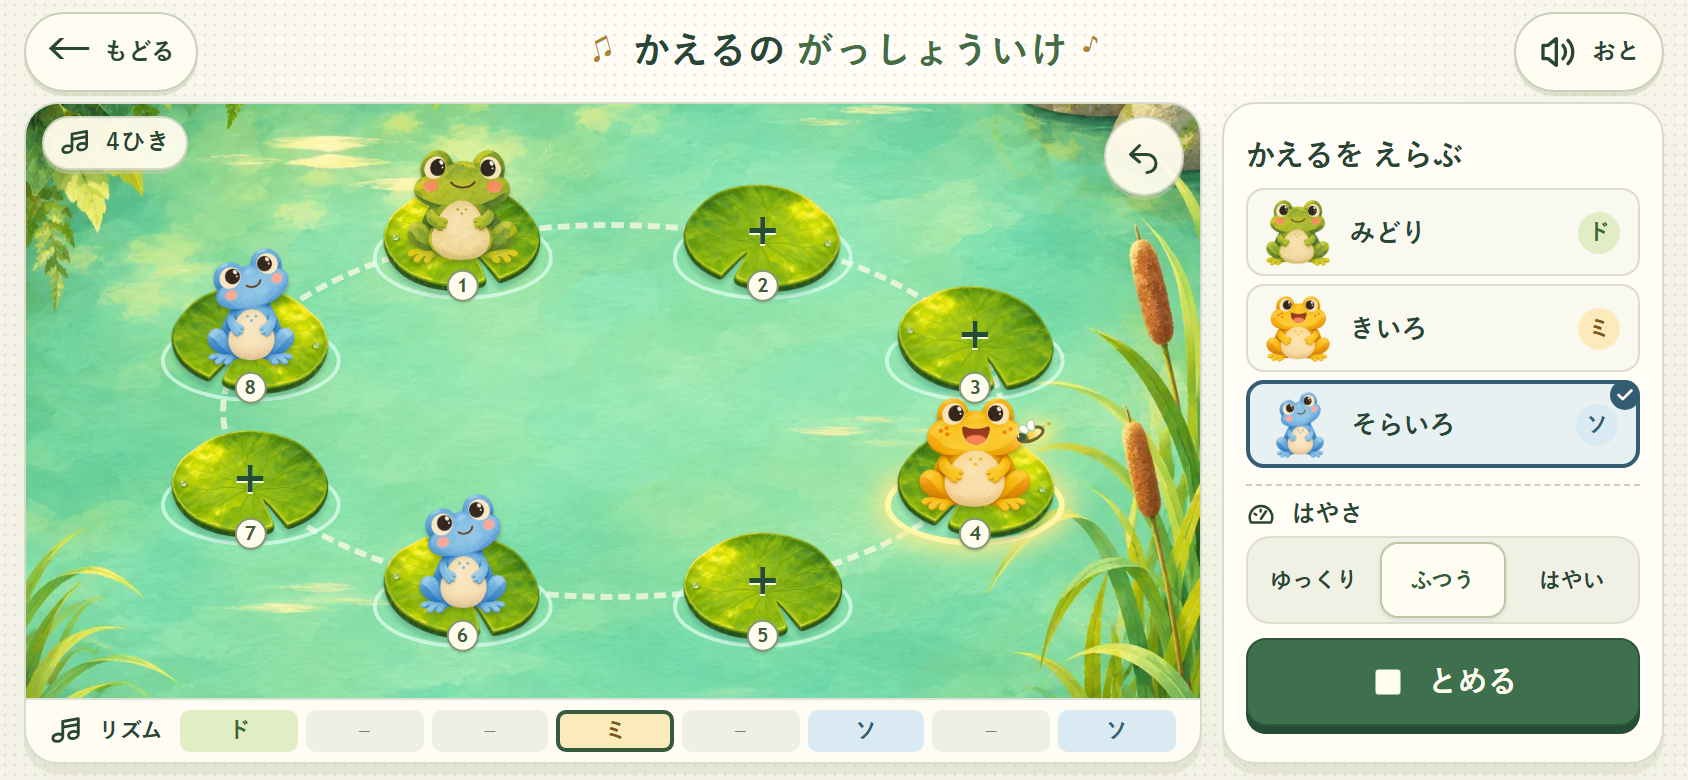 もどる
かえるの がっしょういけ
おと
4ひき
1
2
3
4
5
6
7
8
リズム ド – – ミ – ソ – ソ
かえるを えらぶ
みどり ド
きいろ ミ
そらいろ ソ
はやさ
ゆっくり ふつう はやい
とめる